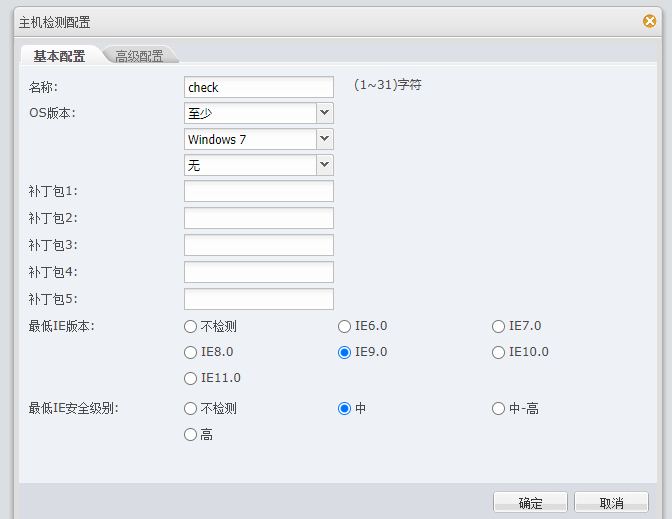 主机检测配置
基本配置 高级配置
名称: check (1~31)字符
OS版本: 至少
Windows 7
无
补丁包1:
补丁包2:
补丁包3:
补丁包4:
补丁包5:
最低IE版本: 不检测 IE6.0 IE7.0
IE8.0 IE9.0 IE10.0
IE11.0
最低IE安全级别: 不检测 中 中-高
高
确定 取消